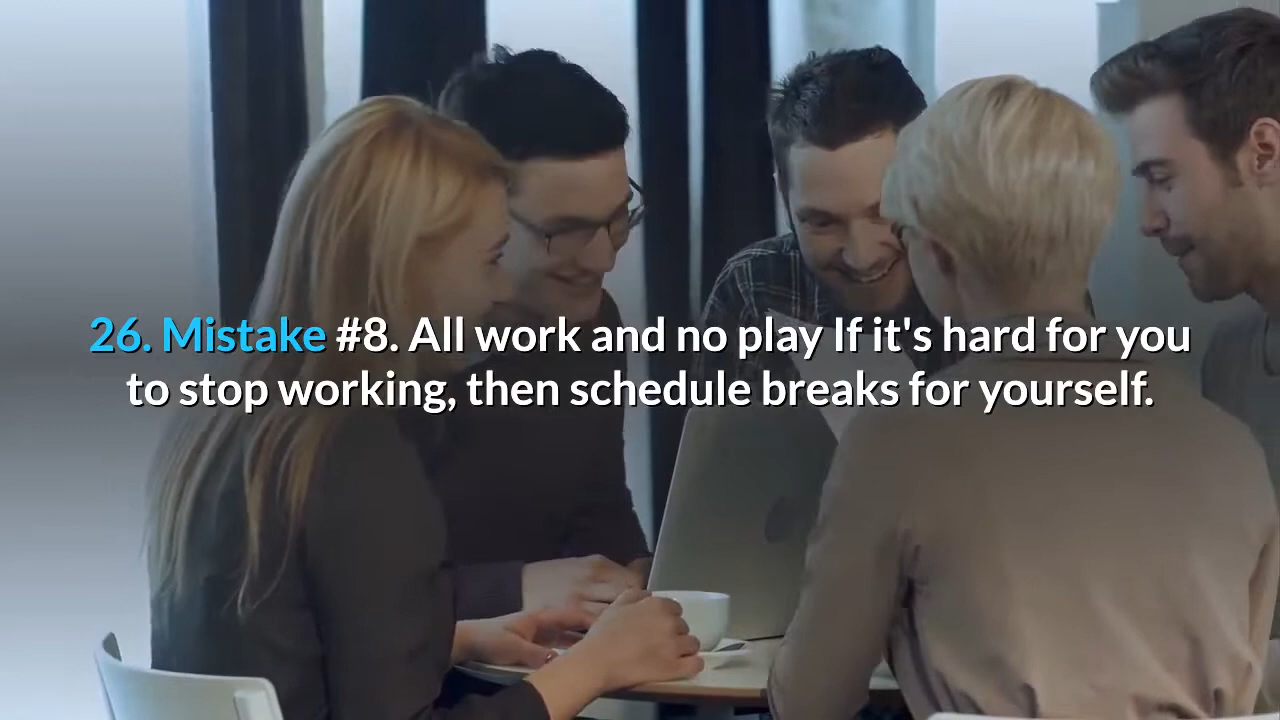 26. Mistake #8. All work and no play If it's hard for you
to stop working, then schedule breaks for yourself.